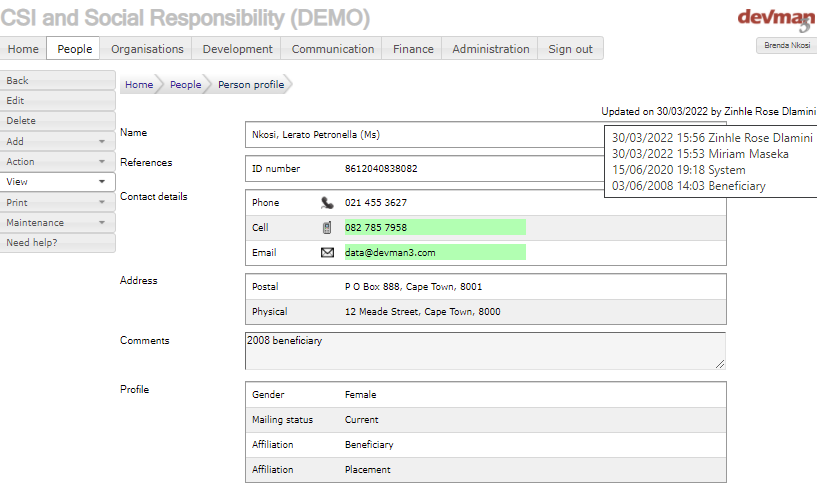 CSI and Social Responsibility (DEMO)
devman
3
Home People Organisations Development Communication Finance Administration Sign out
Brenda Nkosi
Back
Edit
Delete
Add
Action
View
Print
Maintenance
Need help?
Home People Person profile
Updated on 30/03/2022 by Zinhle Rose Dlamini
30/03/2022 15:56 Zinhle Rose Dlamini
30/03/2022 15:53 Miriam Maseka
15/06/2020 19:18 System
03/06/2008 14:03 Beneficiary
Name Nkosi, Lerato Petronella (Ms)
References ID number 8612040838082
Contact details Phone 021 455 3627
Cell 082 785 7958
Email data@devman3.com
Address Postal P O Box 888, Cape Town, 8001
Physical 12 Meade Street, Cape Town, 8000
Comments 2008 beneficiary
Profile Gender Female
Mailing status Current
Affiliation Beneficiary
Affiliation Placement